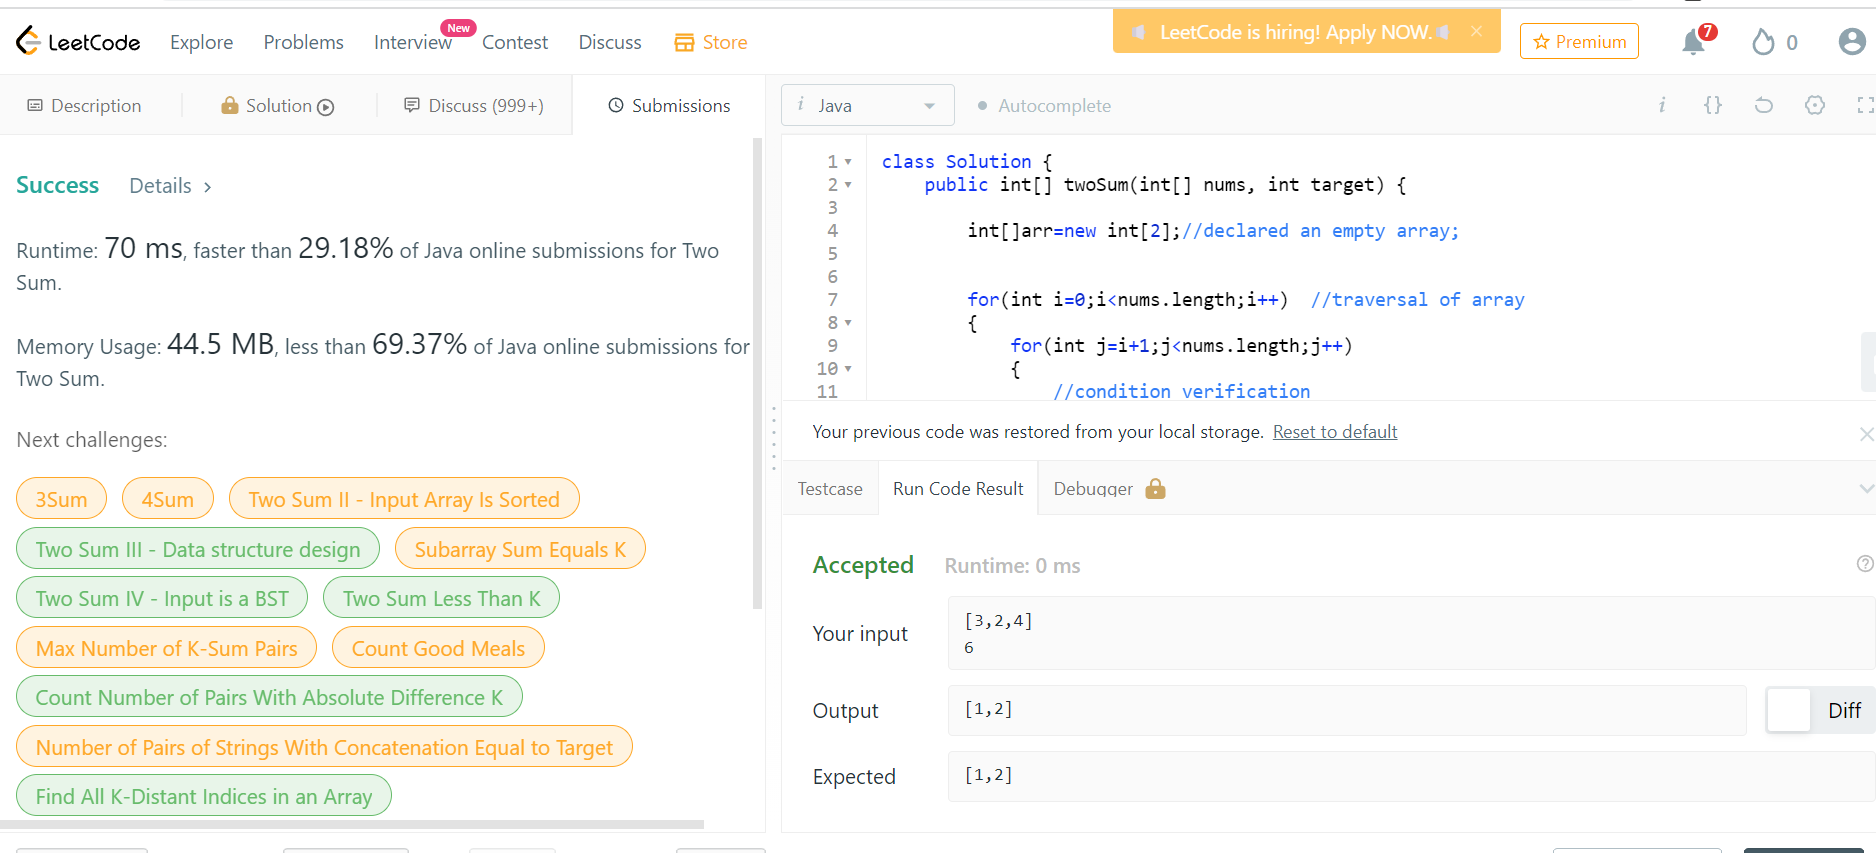 LeetCode Explore Problems Interview New Contest Discuss Store LeetCode is hiring! Apply NOW. × Premium 7 0
Description Solution Discuss (999+) Submissions
Success Details >
Runtime: 70 ms, faster than 29.18% of Java online submissions for Two
Sum.
Memory Usage: 44.5 MB, less than 69.37% of Java online submissions for
Two Sum.
Next challenges:
3Sum 4Sum Two Sum II - Input Array Is Sorted
Two Sum III - Data structure design Subarray Sum Equals K
Two Sum IV - Input is a BST Two Sum Less Than K
Max Number of K-Sum Pairs Count Good Meals
Count Number of Pairs With Absolute Difference K
Number of Pairs of Strings With Concatenation Equal to Target
Find All K-Distant Indices in an Array
i Java Autocomplete i {}
1 class Solution {
2 public int[] twoSum(int[] nums, int target) {
3
4 int[]arr=new int[2];//declared an empty array;
5
6
7 for(int i=0;i<nums.length;i++) //traversal of array
8 {
9 for(int j=i+1;j<nums.length;j++)
10 {
11 //condition verification
Your previous code was restored from your local storage. Reset to default
Testcase Run Code Result Debugger
Accepted Runtime: 0 ms
Your input
[3,2,4]
6
Output [1,2] Diff
Expected [1,2]